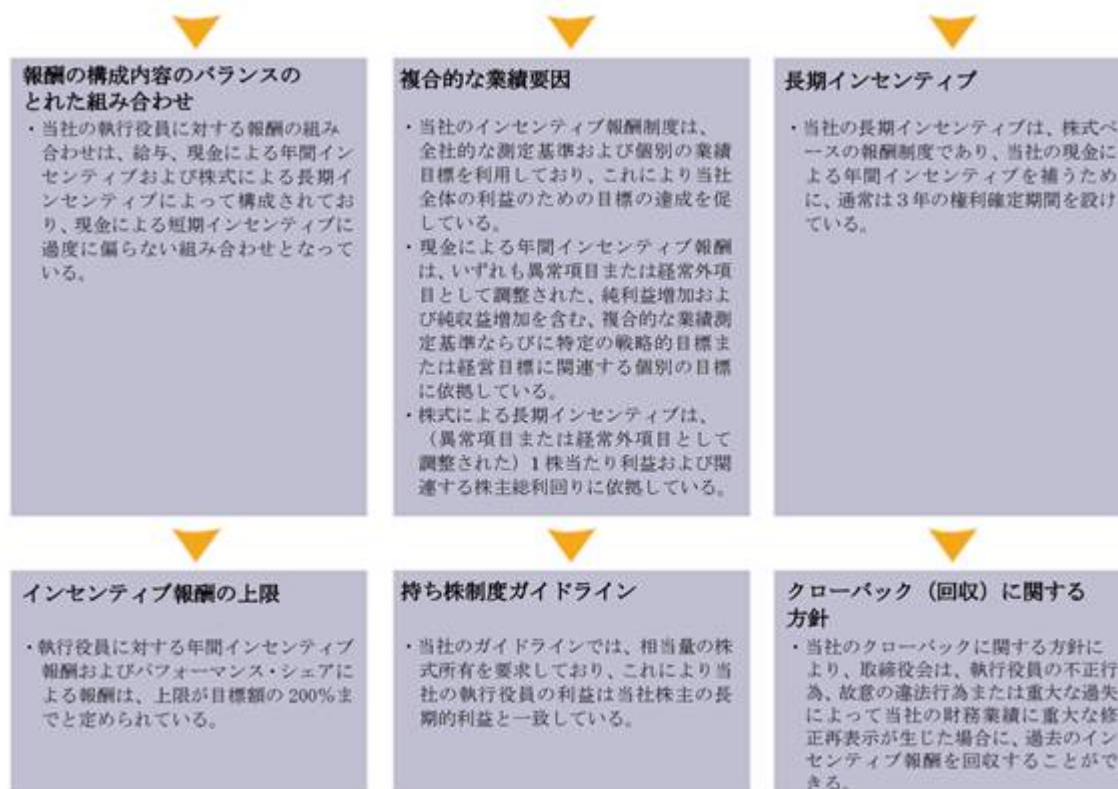 報酬の構成内容のバランスの
とれた組み合わせ
・当社の執行役員に対する報酬の組み
合わせは、給与、現金による年間イン
センティブおよび株式による長期イ
ンセンティブによって構成されてお
り、現金による短期インセンティブに
過度に偏らない組み合わせとなって
いる。
複合的な業績要因
・当社のインセンティブ報酬制度は、
全社的な測定基準および個別の業績
目標を利用しており、これにより当社
全体の利益のための目標の達成を促
している。
・現金による年間インセンティブ報酬
は、いずれも異常項目または経常外項
目として調整された、純利益増加およ
び純収益増加を含む、複合的な業績測
定基準ならびに特定の戦略的目標ま
たは経営目標に関連する個別の目標
に依拠している。
・株式による長期インセンティブは、
（異常項目または経常外項目として
調整された）1株当たり利益および関
連する株主総利回りに依拠している。
長期インセンティブ
・当社の長期インセンティブは、株式ベ
ースの報酬制度であり、当社の現金に
よる年間インセンティブを補うため
に、通常は3年の権利確定期間を設け
ている。
インセンティブ報酬の上限
・執行役員に対する年間インセンティブ
報酬およびパフォーマンス・シェアに
よる報酬は、上限が目標額の200%ま
でと定められている。
持ち株制度ガイドライン
・当社のガイドラインでは、相当量の株
式所有を要求しており、これにより当
社の執行役員の利益は当社株主の長
期的利益と一致している。
クローバック（回収）に関する
方針
・当社のクローバックに関する方針に
より、取締役会は、執行役員の不正行
為、故意の違法行為または重大な過失
によって当社の財務業績に重大な修
正再表示が生じた場合に、過去のイン
センティブ報酬を回収することがで
きる。